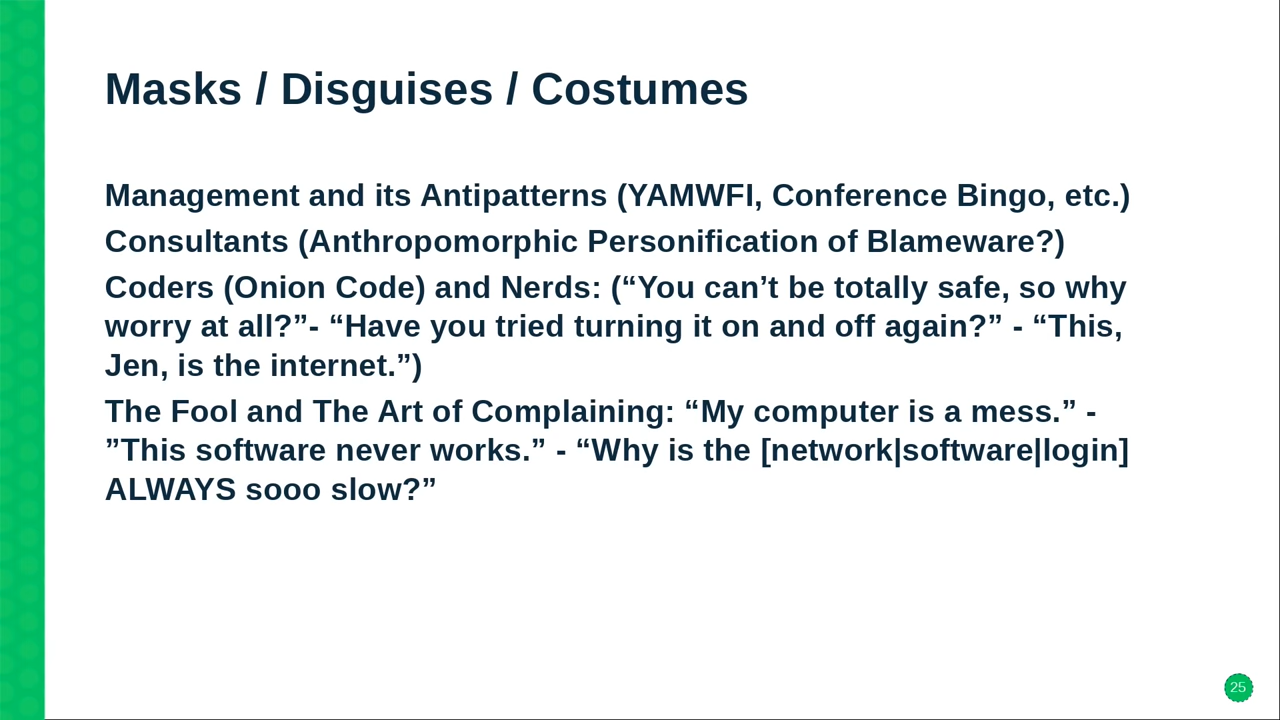 Masks / Disguises / Costumes
Management and its Antipatterns (YAMWFI, Conference Bingo, etc.)
Consultants (Anthropomorphic Personification of Blameware?)
Coders (Onion Code) and Nerds: (“You can’t be totally safe, so why
worry at all?”- “Have you tried turning it on and off again?” - “This,
Jen, is the internet.”)
The Fool and The Art of Complaining: “My computer is a mess.” -
”This software never works.” - “Why is the [network|software|login]
ALWAYS sooo slow?”
25